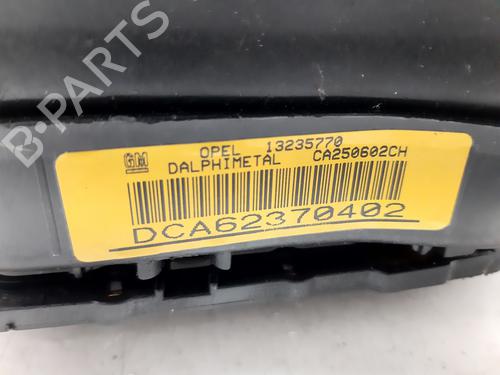 B-PARTS
GM OPEL 13235770
DALPHIMETAL CA250602CH
DCA62370402